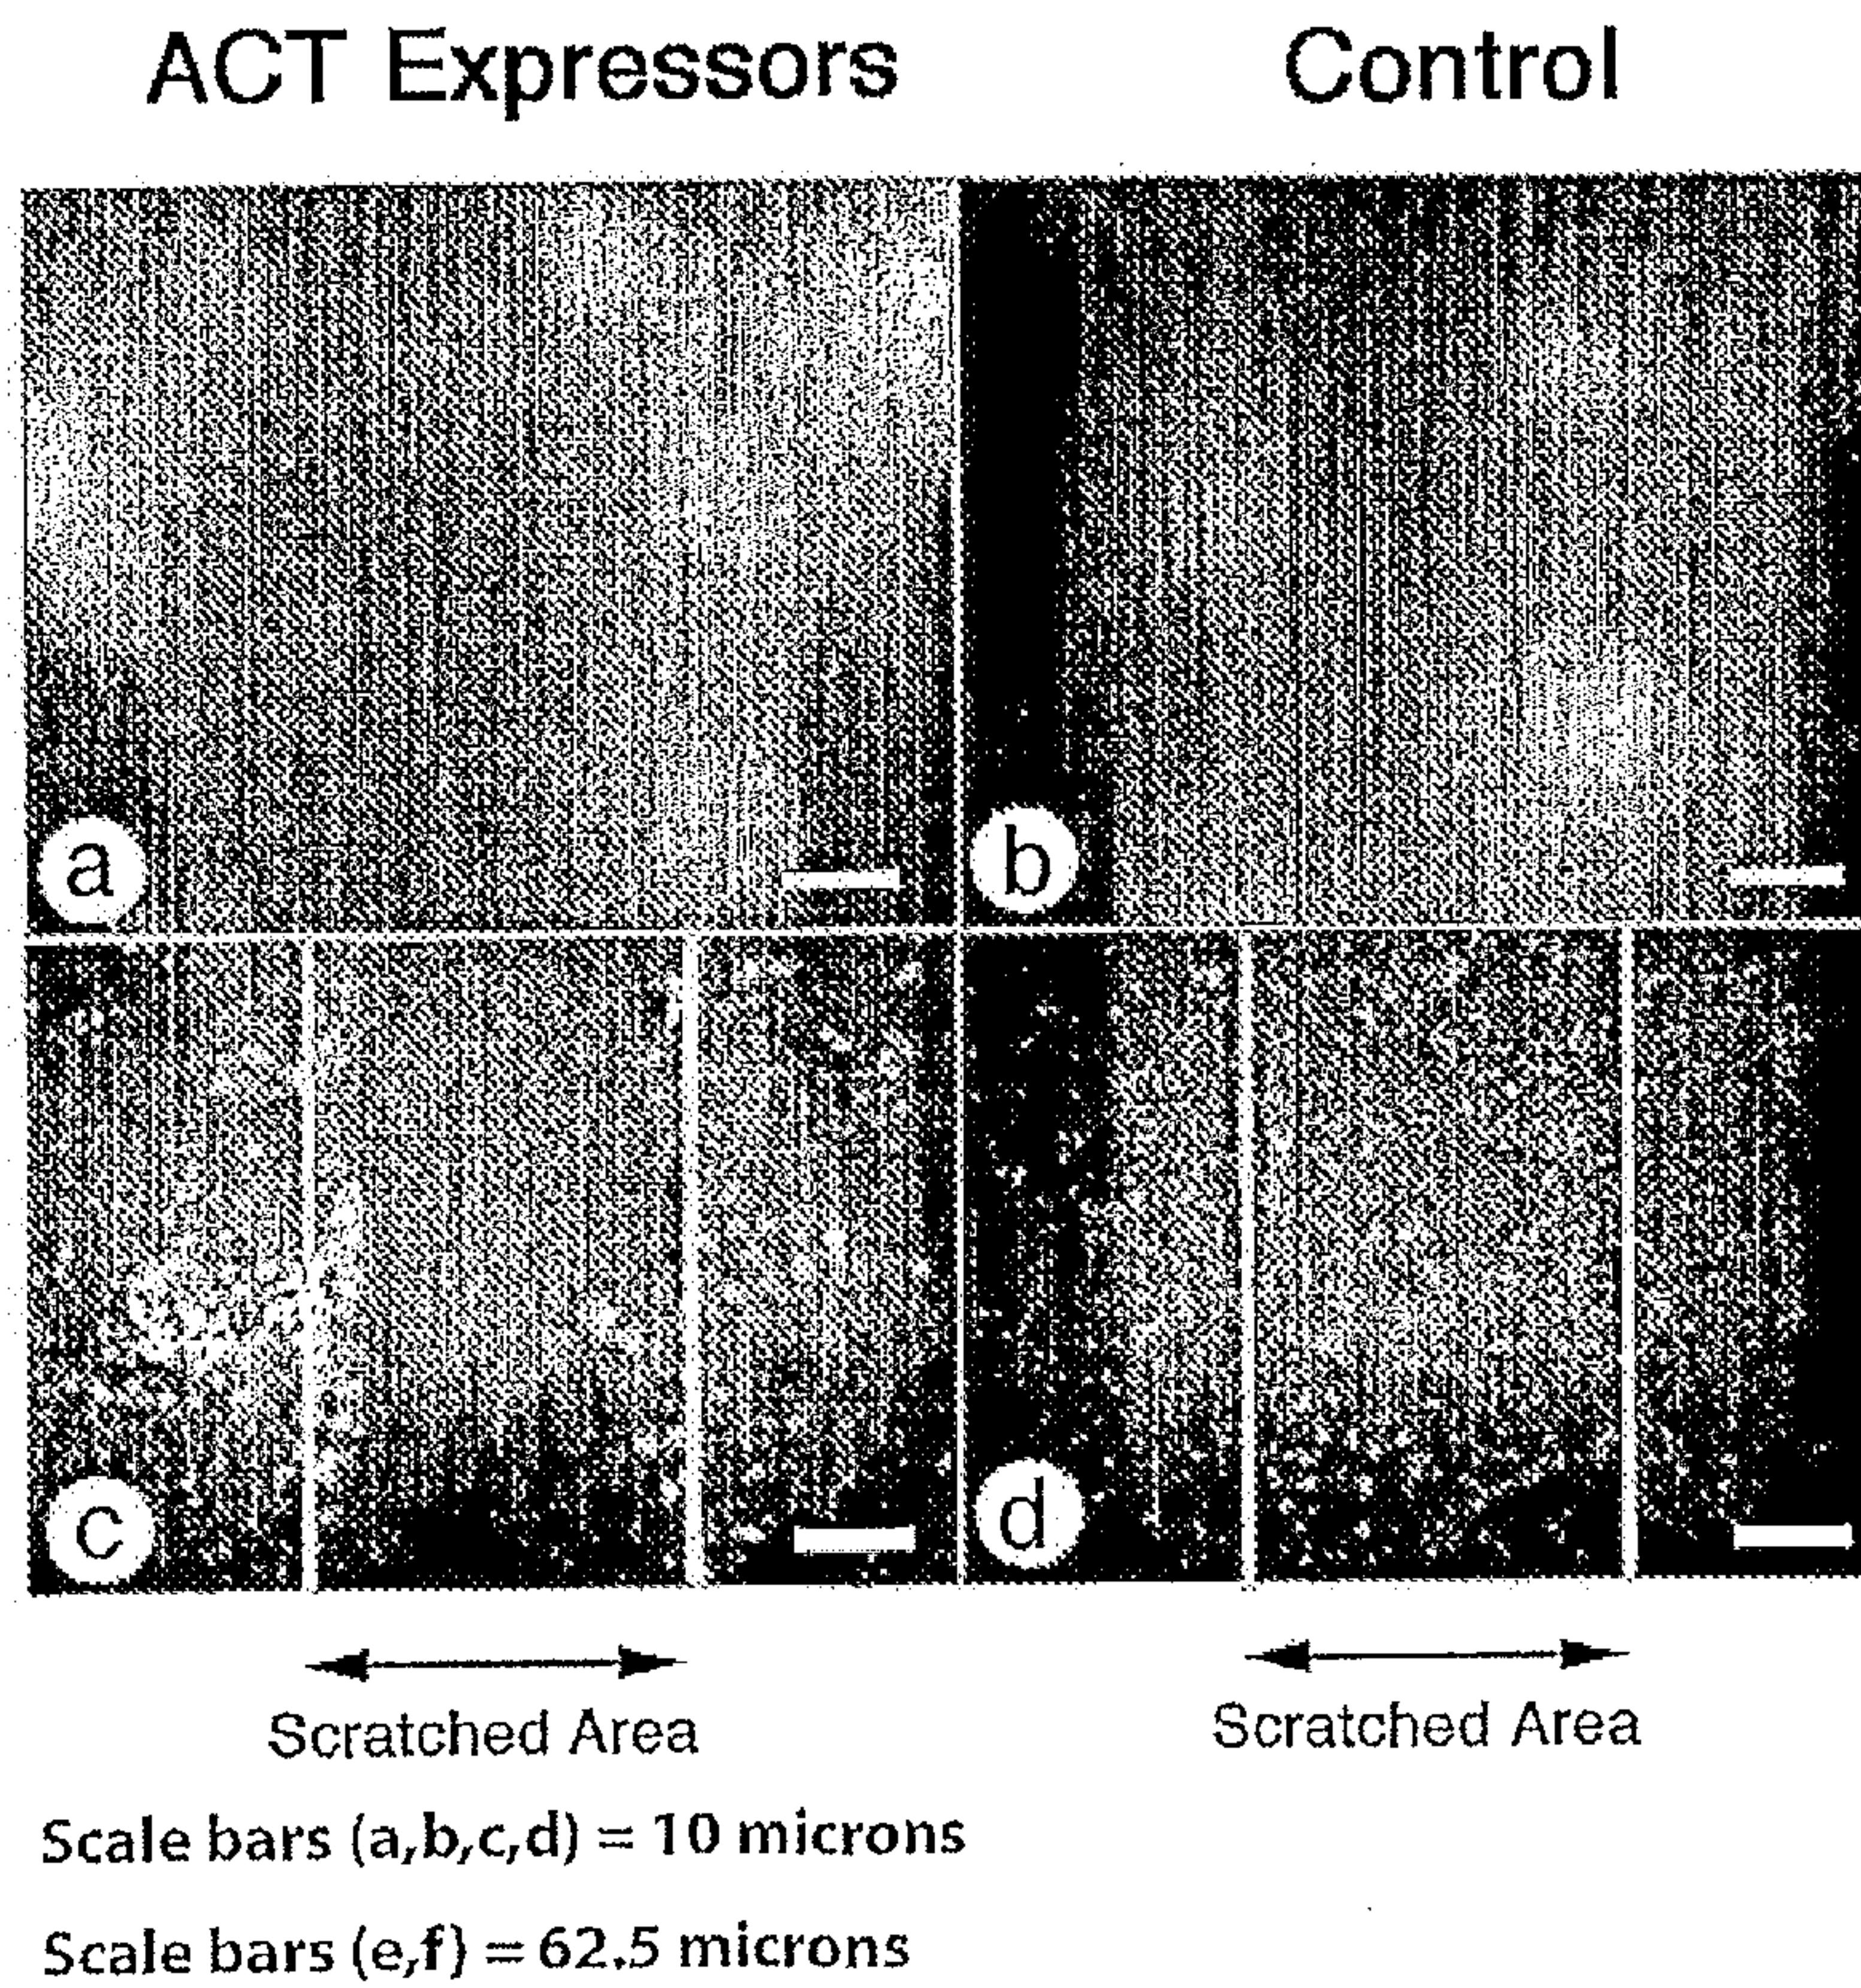 ACT Expressors Control
a b
c d
Scratched Area Scratched Area
Scale bars (a,b,c,d) = 10 microns
Scale bars (e,f) = 62.5 microns